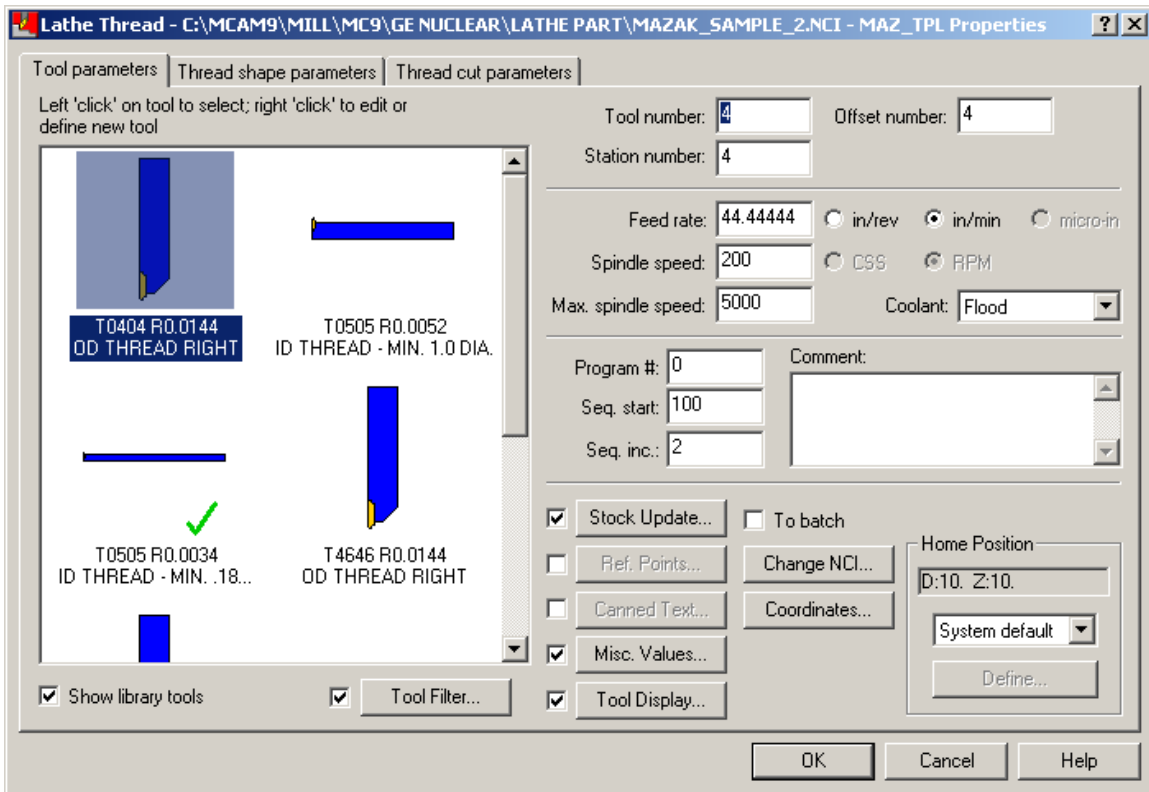 Lathe Thread - C:\MCAM9\MILL\MC9\GE NUCLEAR\LATHE PART\MAZAK_SAMPLE_2.NCI - MAZ_TPL Properties
Tool parameters Thread shape parameters Thread cut parameters
Left 'click' on tool to select; right 'click' to edit or
define new tool
T0404 R0.0144
OD THREAD RIGHT
T0505 R0.0052
ID THREAD - MIN. 1.0 DIA.
T0505 R0.0034
ID THREAD - MIN. .18...
T4646 R0.0144
OD THREAD RIGHT
Show library tools
Tool Filter...
Tool number: 4
Offset number: 4
Station number: 4
Feed rate: 44.44444 in/rev in/min micro-in
Spindle speed: 200 CSS RPM
Max. spindle speed: 5000
Coolant: Flood
Program #: 0
Seq. start: 100
Seq. inc.: 2
Comment:
Stock Update...
To batch
Ref. Points...
Change NCI...
Canned Text...
Coordinates...
Misc. Values...
Tool Display...
Home Position
D:10. Z:10.
System default
Define...
OK Cancel Help